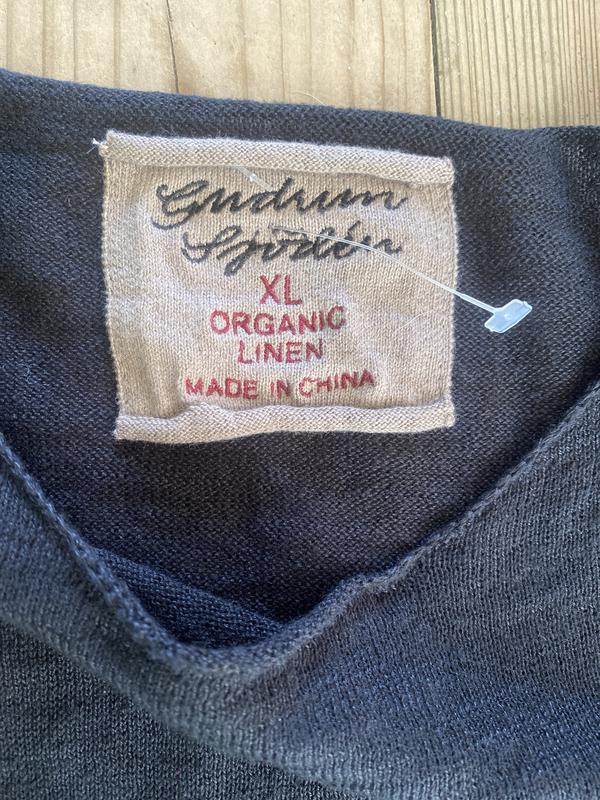 Gudrun
Sjödén
XL
ORGANIC
LINEN
MADE IN CHINA